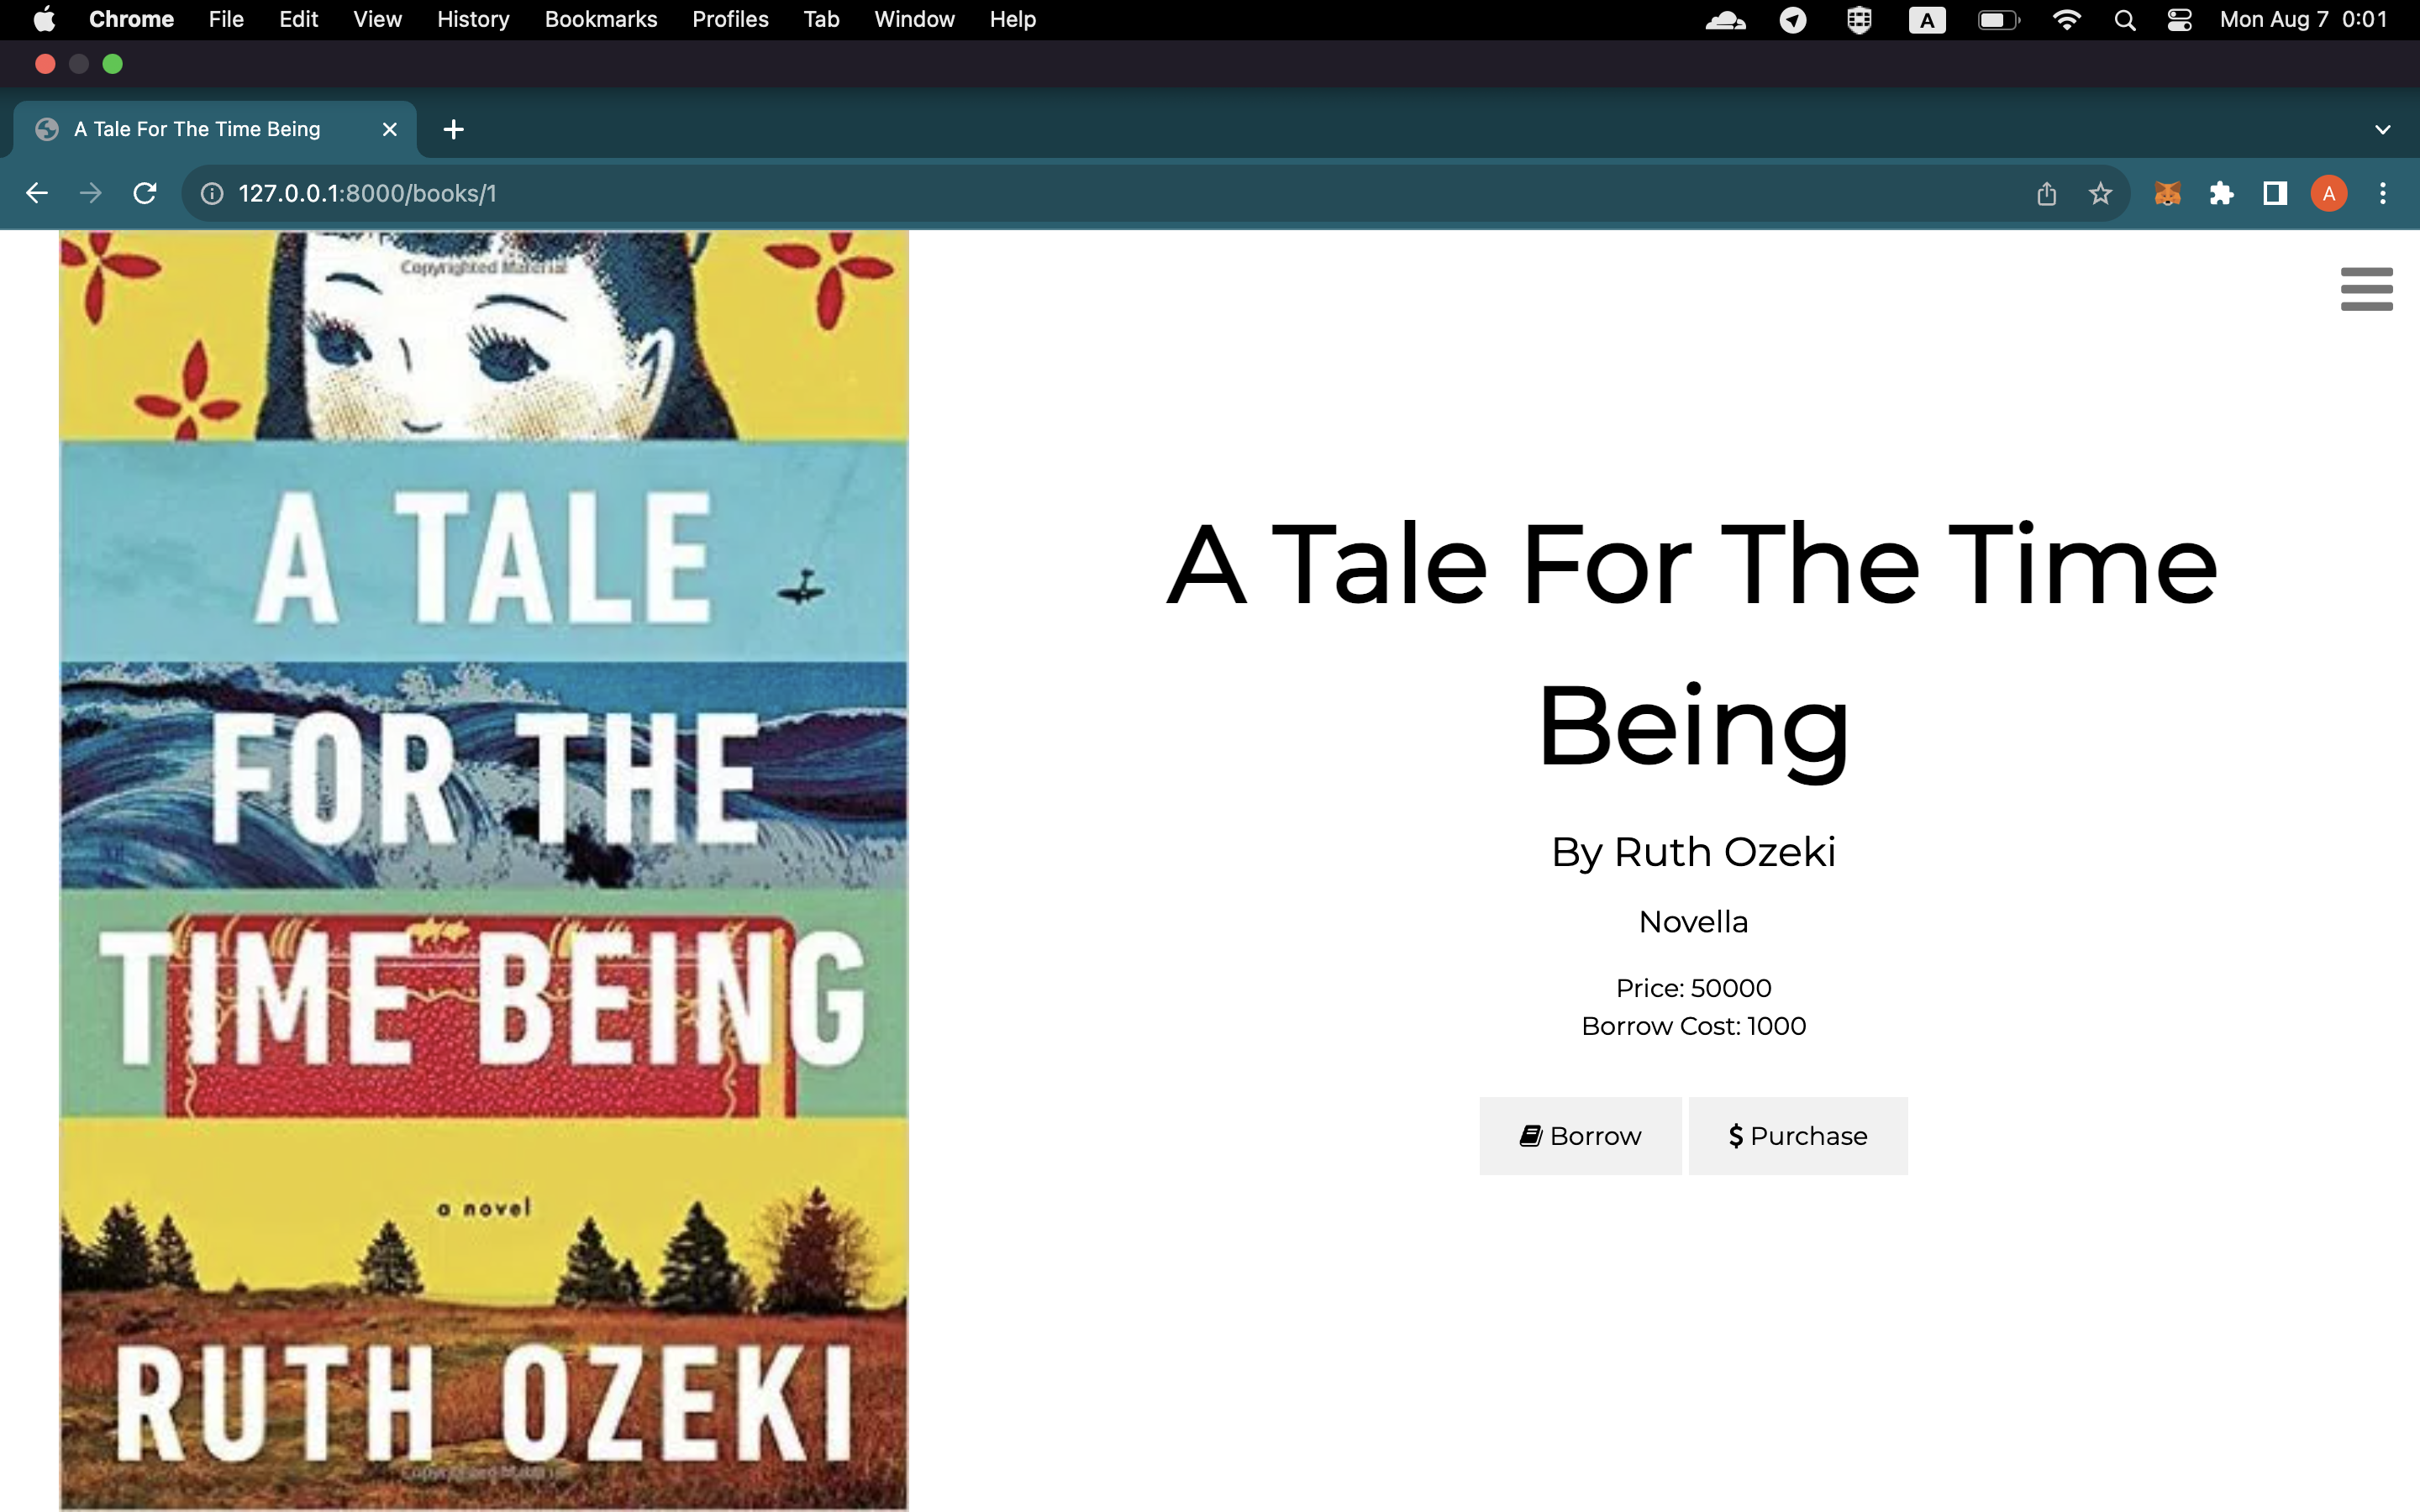 Chrome File Edit View History Bookmarks Profiles Tab Window Help A Mon Aug 7 0:01
A Tale For The Time Being
127.0.0.1:8000/books/1 A
Copyrighted Material
A TALE
FOR THE
TIME BEING
a novel
RUTH OZEKI
Copyrighted Material
A Tale For The Time
Being
By Ruth Ozeki
Novella
Price: 50000
Borrow Cost: 1000
Borrow $ Purchase